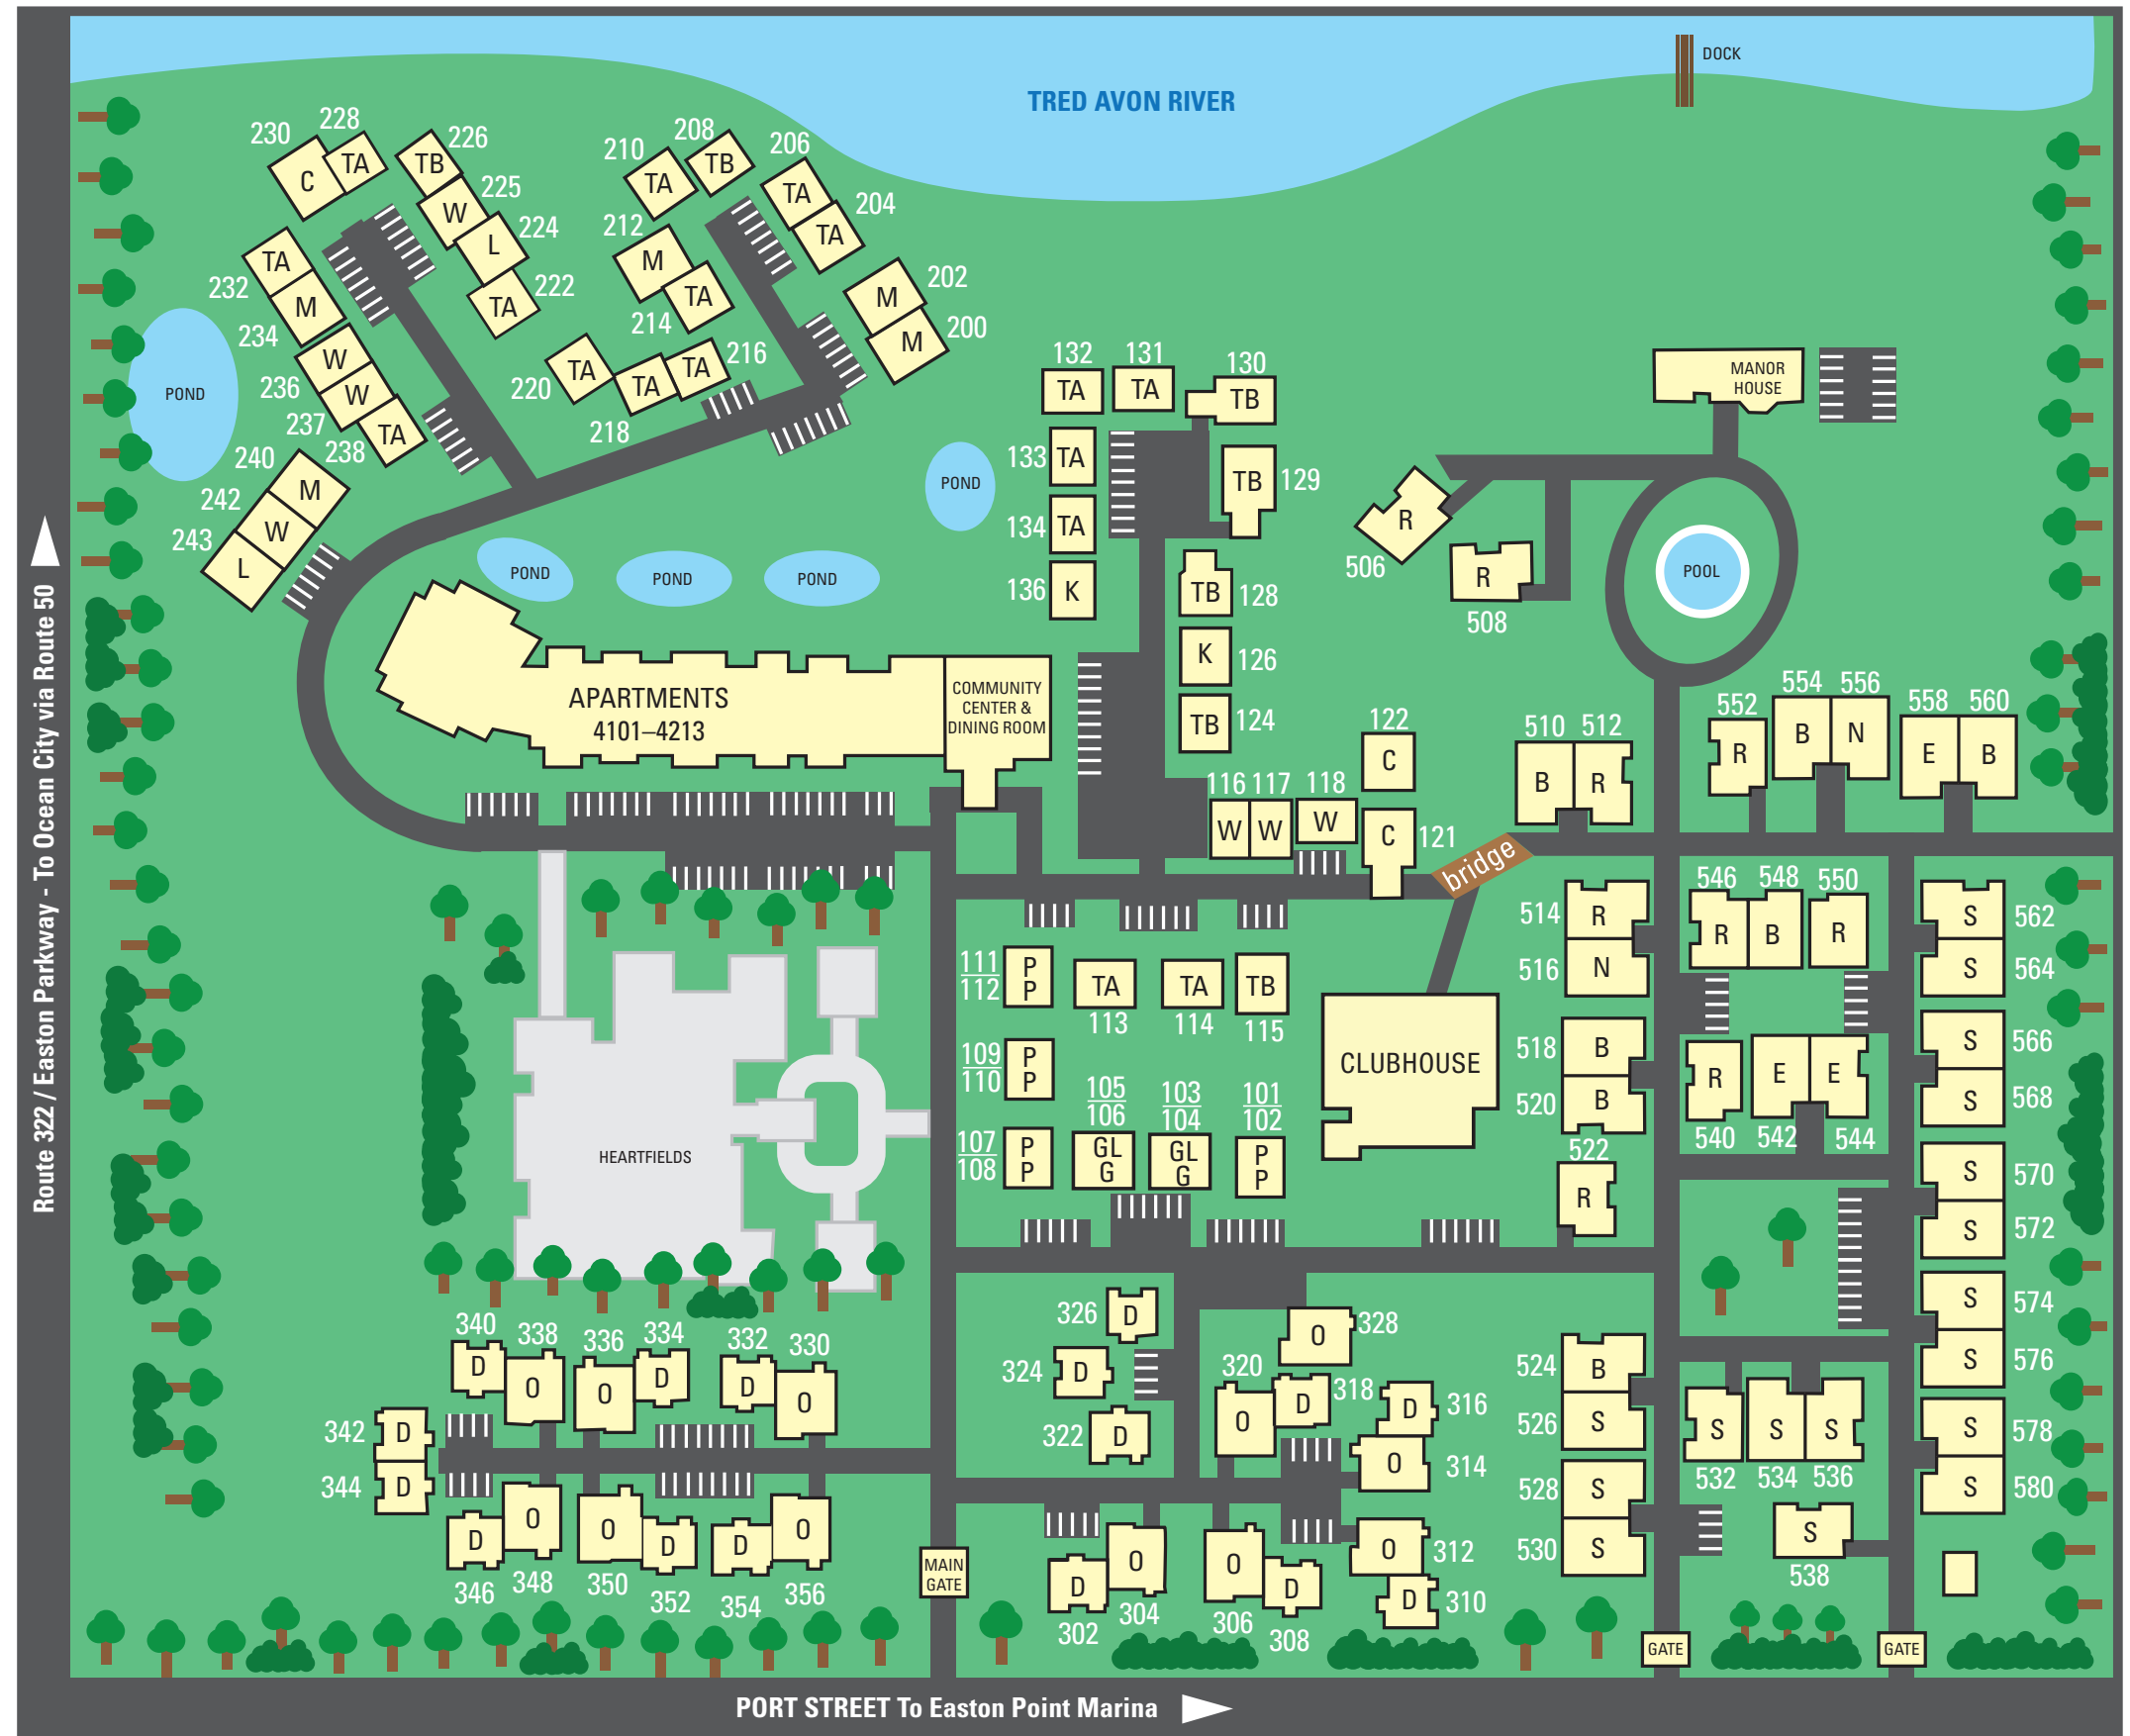 DOCK
TRED AVON RIVER
230
228
C
TA
226
TB
225
W
224
L
222
TA
210
TA
208
TB
206
TA
204
TA
212
M
214
TA
202
M
200
M
232
TA
234
M
236
W
237
W
238
TA
220
TA
218
TA
216
TA
240
M
242
W
243
L
POND
POND
POND
POND
POND
132
TA
131
TA
130
TB
133
TA
129
TB
134
TA
136
K
128
TB
126
K
124
TB
MANOR
HOUSE
506
R
508
R
POOL
APARTMENTS
4101–4213
COMMUNITY
CENTER &
DINING ROOM
122
C
116
117
118
W
W
W
121
C
bridge
510
512
B
R
552
R
554
556
B
N
558
560
E
B
514
R
516
N
518
B
520
B
522
R
546
548
550
R
B
R
540
542
544
R
E
E
562
S
564
S
566
S
568
S
570
S
572
S
574
S
576
S
578
S
580
S
111
112
P
P
113
TA
114
TA
115
TB
109
110
P
P
107
108
P
P
105
106
GL
G
103
104
GL
G
101
102
P
P
CLUBHOUSE
HEARTFIELDS
340
D
338
O
336
O
334
D
332
D
330
O
342
D
344
D
346
D
348
O
350
O
352
D
354
D
356
O
326
D
324
D
322
D
328
O
320
O
318
D
316
D
314
O
312
O
310
D
302
D
304
O
306
O
308
D
524
B
526
S
528
S
530
S
532
534
536
S
S
S
538
S
MAIN
GATE
GATE
GATE
Route 322 / Easton Parkway - To Ocean City via Route 50
PORT STREET To Easton Point Marina